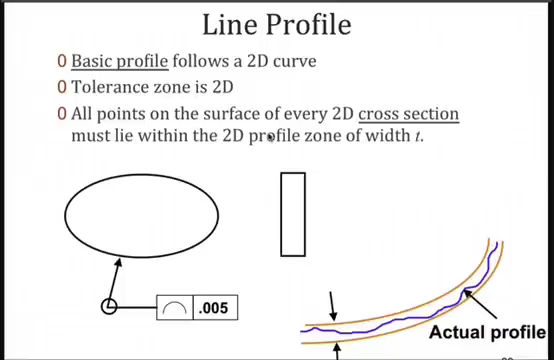 Line Profile
0 Basic profile follows a 2D curve
0 Tolerance zone is 2D
0 All points on the surface of every 2D cross section
must lie within the 2D profile zone of width t.
.005
Actual profile